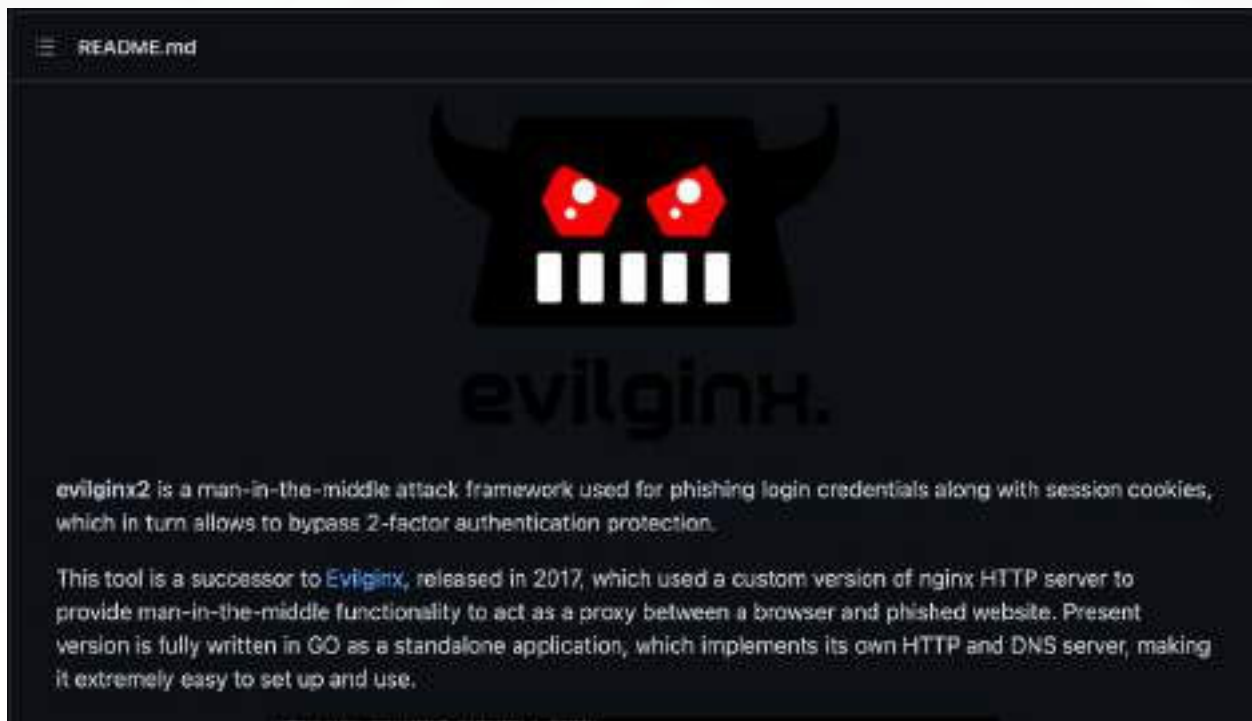 README.md
evilginx.
evilginx2 is a man-in-the-middle attack framework used for phishing login credentials along with session cookies,
which in turn allows to bypass 2-factor authentication protection.
This tool is a successor to Evilginx, released in 2017, which used a custom version of nginx HTTP server to
provide man-in-the-middle functionality to act as a proxy between a browser and phished website. Present
version is fully written in GO as a standalone application, which implements its own HTTP and DNS server, making
it extremely easy to set up and use.